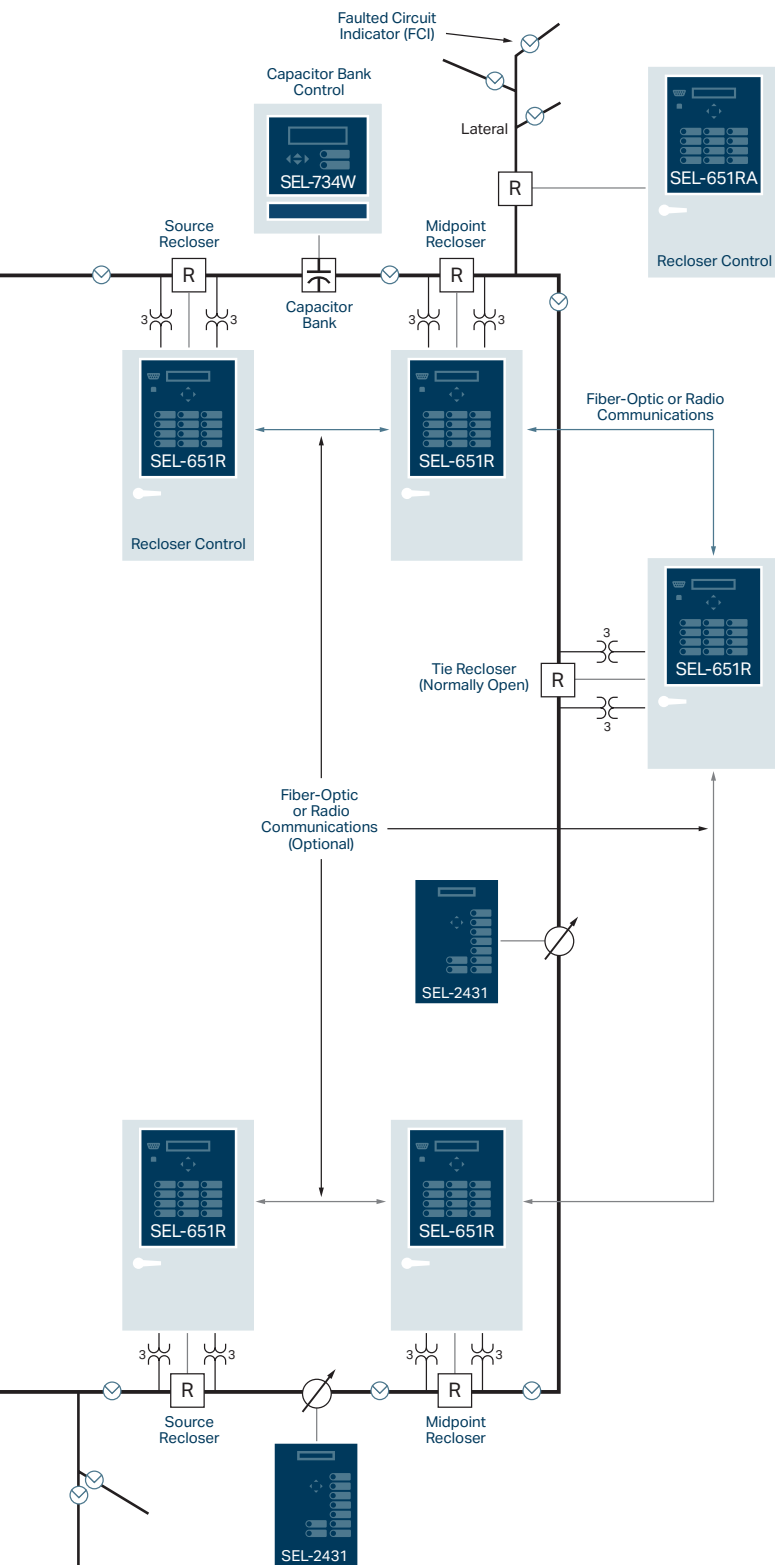 Faulted Circuit
Indicator (FCI)
Capacitor Bank
Control
SEL-734W
Lateral
R
SEL-651RA
Recloser Control
Source
Recloser
R
Capacitor
Bank
Midpoint
Recloser
R
3
3
3
3
SEL-651R
Recloser Control
SEL-651R
Fiber-Optic or Radio
Communications
Tie Recloser
(Normally Open)
R
3
3
SEL-651R
Fiber-Optic
or Radio
Communications
(Optional)
SEL-2431
SEL-651R
SEL-651R
3
3
3
3
R
Source
Recloser
R
Midpoint
Recloser
SEL-2431